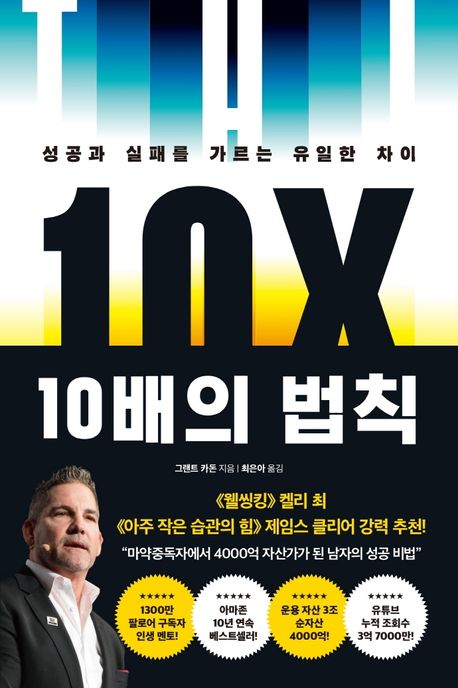 THE
성공과 실패를 가르는 유일한 차이
10X
10배의 법칙
그랜트 카돈 지음 | 최은아 옮김
《웰씽킹》 켈리 최
《아주 작은 습관의 힘》 제임스 클리어 강력 추천!
“마약중독자에서 4000억 자산가가 된 남자의 성공 비법”
★★★★★
1300만
팔로어 구독자
인생 멘토!
★★★★★
아마존
10년 연속
베스트셀러!
★★★★★
운용 자산 3조
순자산
4000억!
★★★★★
유튜브
누적 조회수
3억 7000만!